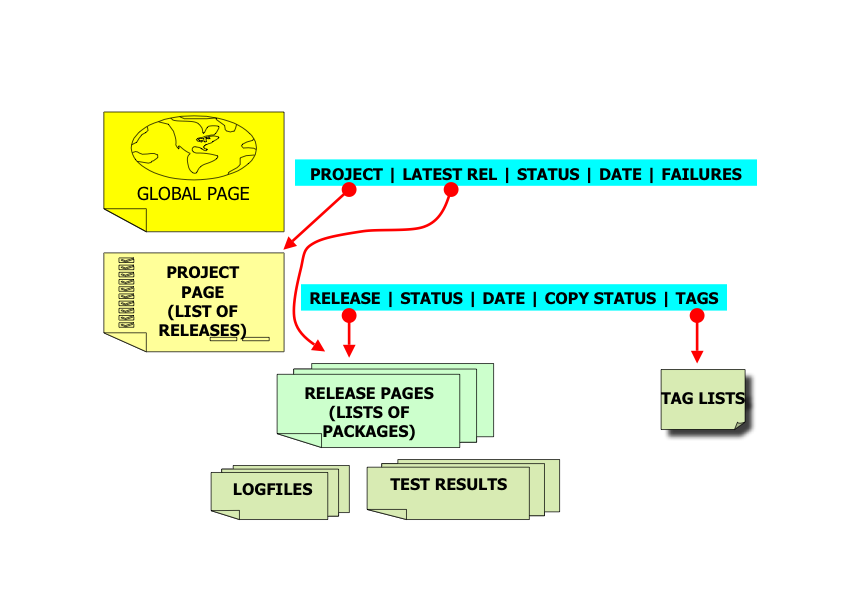 GLOBAL PAGE
PROJECT | LATEST REL | STATUS | DATE | FAILURES
PROJECT
PAGE
(LIST OF
RELEASES)
RELEASE | STATUS | DATE | COPY STATUS | TAGS
RELEASE PAGES
(LISTS OF
PACKAGES)
TAG LISTS
LOGFILES
TEST RESULTS